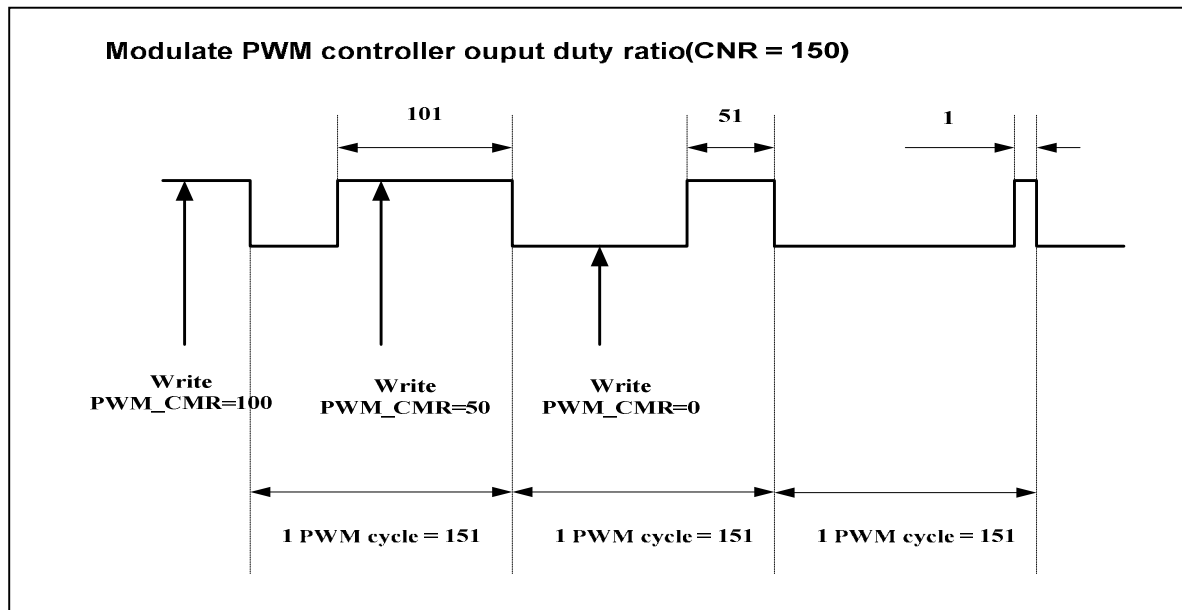 Modulate PWM controller ouput duty ratio(CNR = 150)
101
51
1
Write
PWM_CMR=100
Write
PWM_CMR=50
Write
PWM_CMR=0
1 PWM cycle = 151
1 PWM cycle = 151
1 PWM cycle = 151